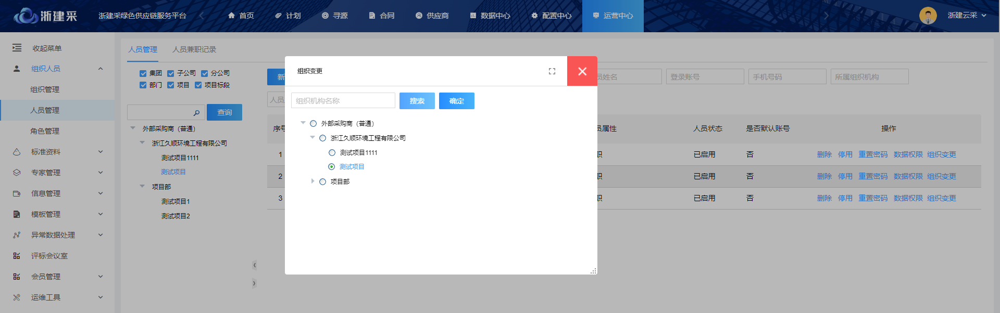 浙建采 浙建采绿色供应链服务平台 首页 计划 寻源 合同 供应商 数据中心 配置中心 运营中心 浙建云采
收起菜单
组织人员
组织管理
人员管理
角色管理
标准资料
专家管理
信息管理
模板管理
异常数据处理
评标会议室
会员管理
运维工具
人员管理 人员兼职记录
集团 子公司 分公司
部门 项目 项目标段
查询
外部采购商（普通）
浙江久顺环境工程有限公司
测试项目1111
测试项目
项目部
测试项目1
测试项目2
新
员姓名 登录账号 手机号码 所属组织机构
人员
序号 员属性 人员状态 是否默认账号 操作
1 职 已启用 否 删除 停用 重置密码 数据权限 组织变更
2 职 已启用 否 删除 停用 重置密码 数据权限 组织变更
3 职 已启用 否 删除 停用 重置密码 数据权限 组织变更
组织变更
组织机构名称 搜索 确定
外部采购商（普通）
浙江久顺环境工程有限公司
测试项目1111
测试项目
项目部